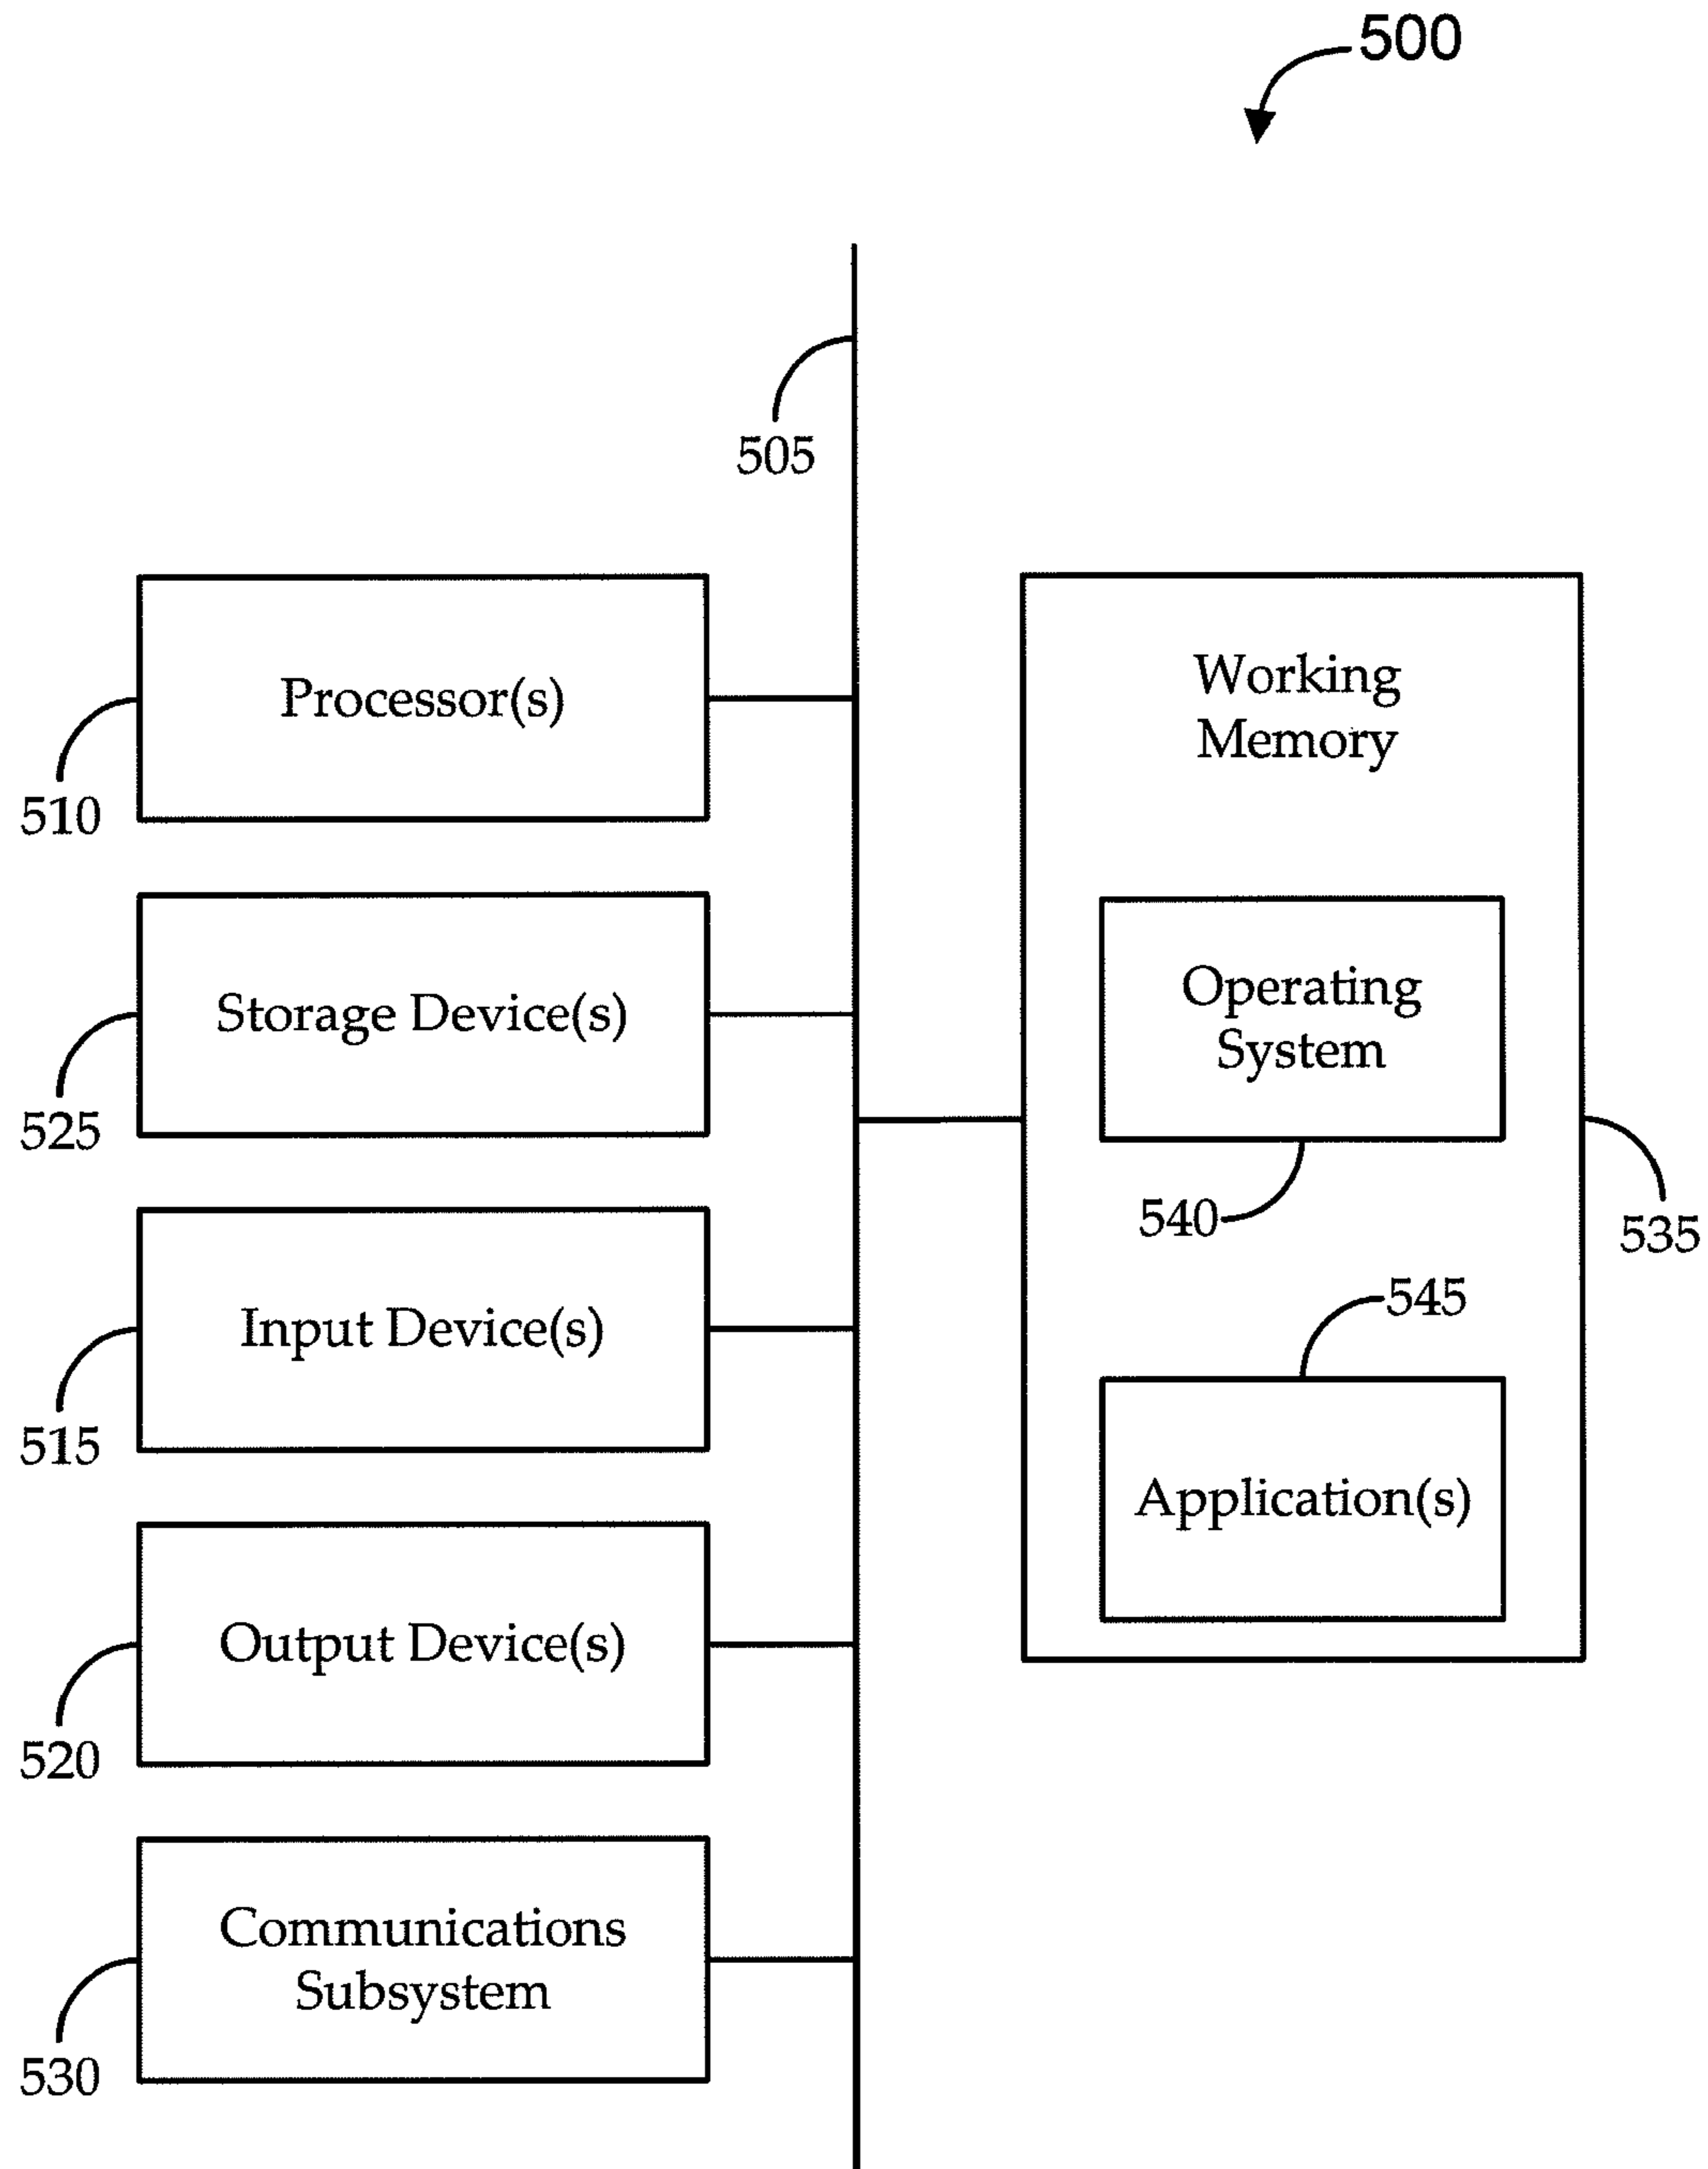 500
505
Processor(s)
510
Storage Device(s)
525
Input Device(s)
515
Output Device(s)
520
Communications
Subsystem
530
Working
Memory
Operating
System
540
535
545
Application(s)